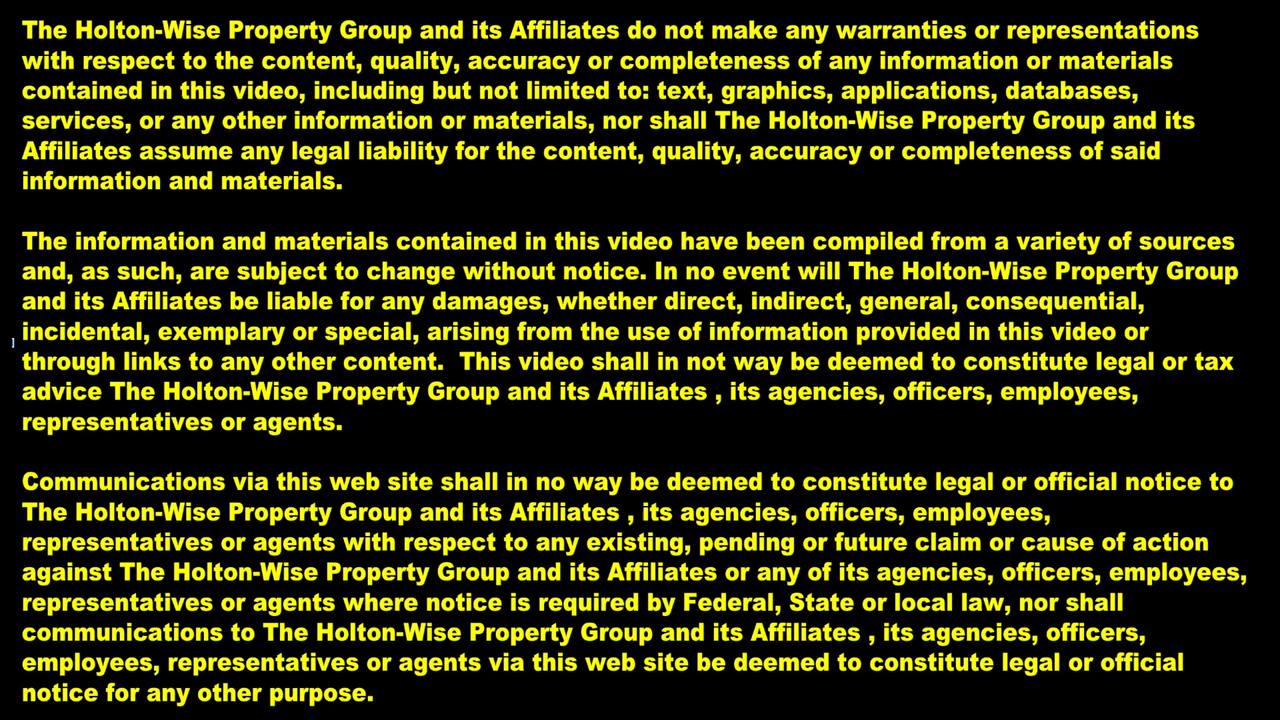 The Holton-Wise Property Group and its Affiliates do not make any warranties or representations
with respect to the content, quality, accuracy or completeness of any information or materials
contained in this video, including but not limited to: text, graphics, applications, databases,
services, or any other information or materials, nor shall The Holton-Wise Property Group and its
Affiliates assume any legal liability for the content, quality, accuracy or completeness of said
information and materials.
The information and materials contained in this video have been compiled from a variety of sources
and, as such, are subject to change without notice. In no event will The Holton-Wise Property Group
and its Affiliates be liable for any damages, whether direct, indirect, general, consequential,
incidental, exemplary or special, arising from the use of information provided in this video or
through links to any other content.  This video shall in not way be deemed to constitute legal or tax
advice The Holton-Wise Property Group and its Affiliates , its agencies, officers, employees,
representatives or agents.
Communications via this web site shall in no way be deemed to constitute legal or official notice to
The Holton-Wise Property Group and its Affiliates , its agencies, officers, employees,
representatives or agents with respect to any existing, pending or future claim or cause of action
against The Holton-Wise Property Group and its Affiliates or any of its agencies, officers, employees,
representatives or agents where notice is required by Federal, State or local law, nor shall
communications to The Holton-Wise Property Group and its Affiliates , its agencies, officers,
employees, representatives or agents via this web site be deemed to constitute legal or official
notice for any other purpose.